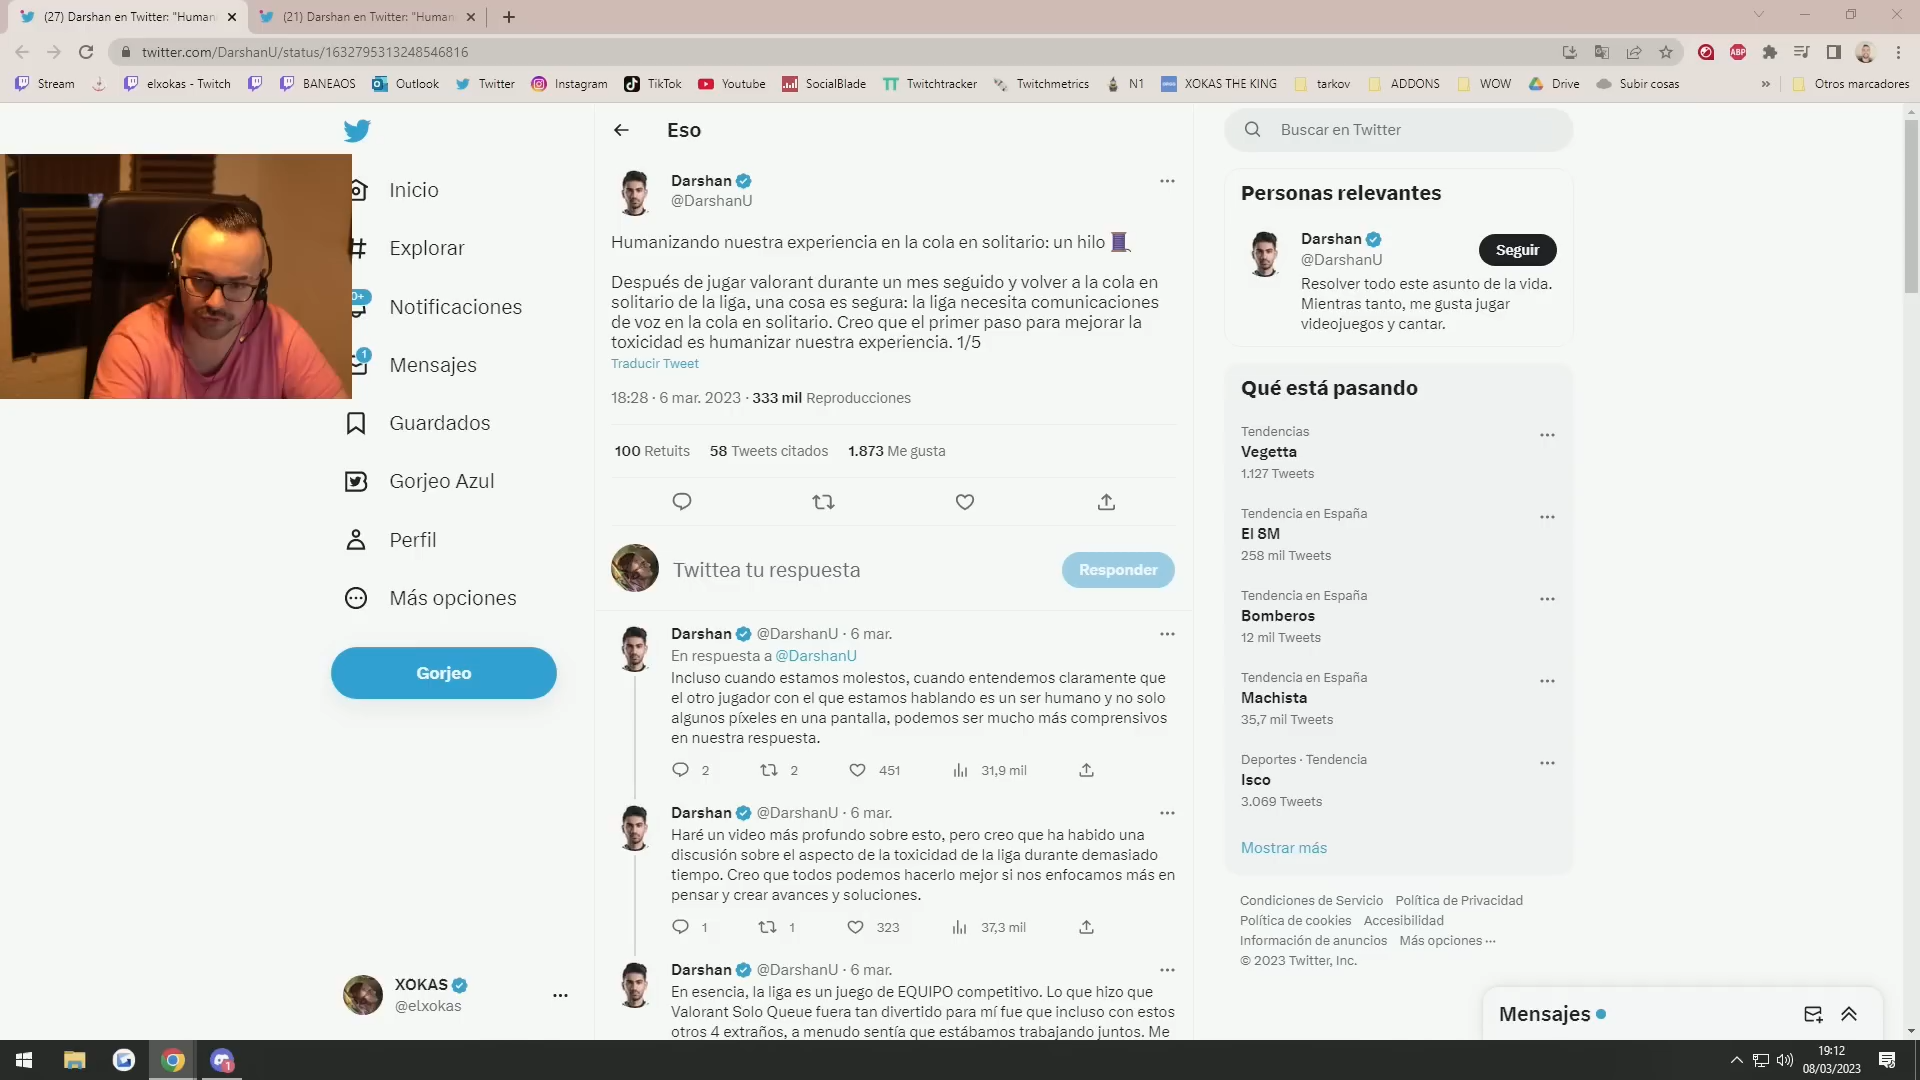 (27) Darshan en Twitter: "Human
(21) Darshan en Twitter: "Human
twitter.com/DarshanU/status/1632795313248546816
ABP
Stream
elxokas - Twitch
BANEAOS
Outlook
Twitter
Instagram
TikTok
Youtube
SocialBlade
Twitchtracker
Twitchmetrics
N1
XOKAS THE KING
tarkov
ADDONS
WOW
Drive
Subir cosas
»
Otros marcadores
Inicio
Explorar
0+
Notificaciones
1
Mensajes
Guardados
Gorjeo Azul
Perfil
Más opciones
Gorjeo
XOKAS
@elxokas
Eso
Darshan
@DarshanU
Humanizando nuestra experiencia en la cola en solitario: un hilo
Después de jugar valorant durante un mes seguido y volver a la cola en
solitario de la liga, una cosa es segura: la liga necesita comunicaciones
de voz en la cola en solitario. Creo que el primer paso para mejorar la
toxicidad es humanizar nuestra experiencia. 1/5
Traducir Tweet
18:28 · 6 mar. 2023 · 333 mil Reproducciones
100 Retuits 58 Tweets citados 1.873 Me gusta
Twittea tu respuesta
Responder
Darshan @DarshanU · 6 mar.
En respuesta a @DarshanU
Incluso cuando estamos molestos, cuando entendemos claramente que
el otro jugador con el que estamos hablando es un ser humano y no solo
algunos píxeles en una pantalla, podemos ser mucho más comprensivos
en nuestra respuesta.
2 2 451 31,9 mil
Darshan @DarshanU · 6 mar.
Haré un video más profundo sobre esto, pero creo que ha habido una
discusión sobre el aspecto de la toxicidad de la liga durante demasiado
tiempo. Creo que todos podemos hacerlo mejor si nos enfocamos más en
pensar y crear avances y soluciones.
1 1 323 37,3 mil
Darshan @DarshanU · 6 mar.
En esencia, la liga es un juego de EQUIPO competitivo. Lo que hizo que
Valorant Solo Queue fuera tan divertido para mí fue que incluso con estos
otros 4 extraños, a menudo sentía que estábamos trabajando juntos. Me
Buscar en Twitter
Personas relevantes
Darshan
@DarshanU
Seguir
Resolver todo este asunto de la vida.
Mientras tanto, me gusta jugar
videojuegos y cantar.
Qué está pasando
Tendencias
Vegetta
1.127 Tweets
Tendencia en España
El 8M
258 mil Tweets
Tendencia en España
Bomberos
12 mil Tweets
Tendencia en España
Machista
35,7 mil Tweets
Deportes · Tendencia
Isco
3.069 Tweets
Mostrar más
Condiciones de Servicio Política de Privacidad
Política de cookies Accesibilidad
Información de anuncios Más opciones ···
© 2023 Twitter, Inc.
Mensajes
1
19:12
08/03/2023